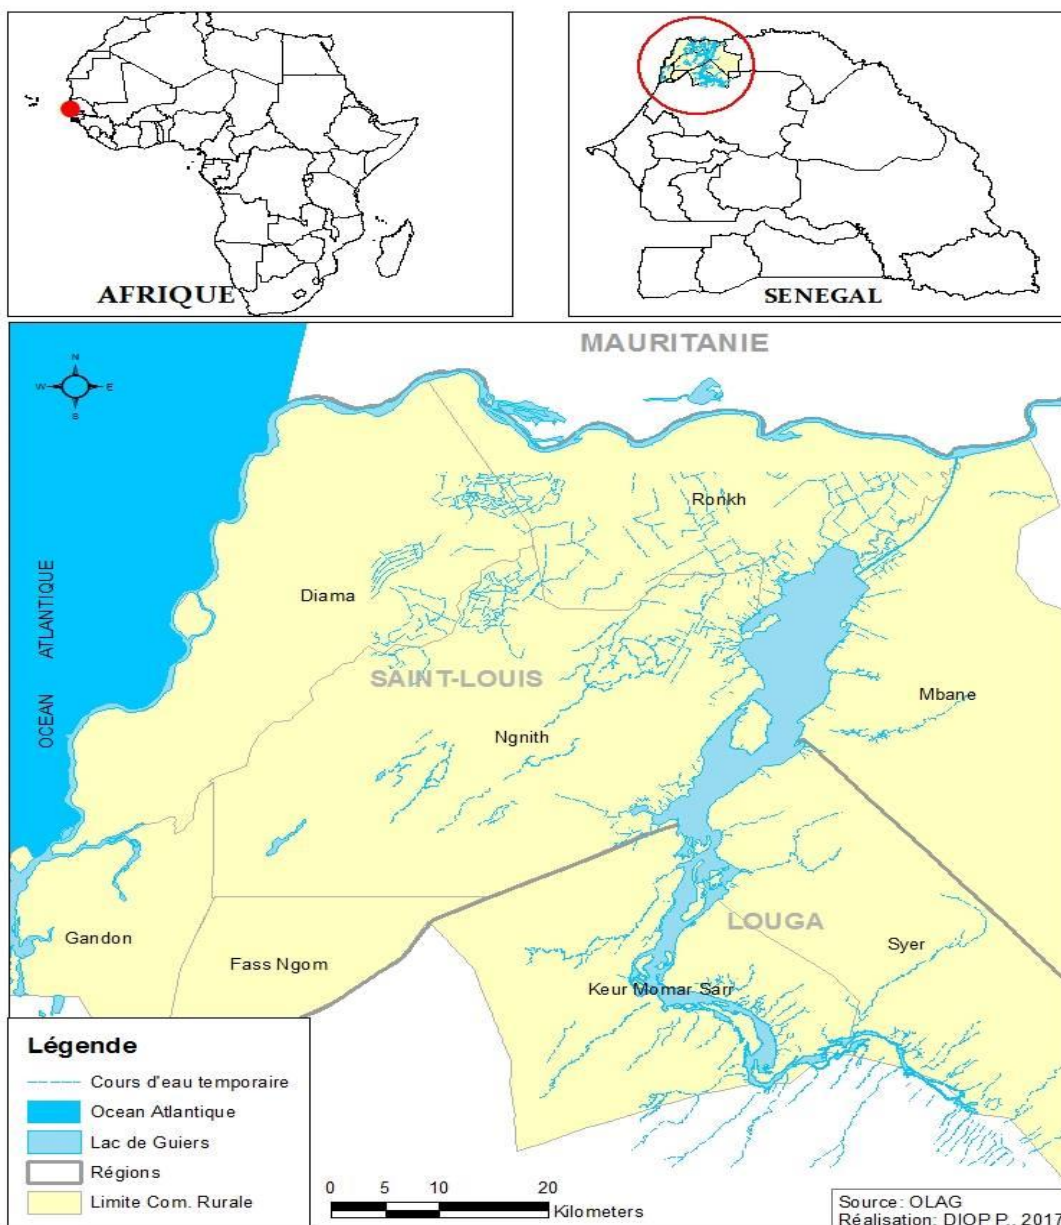 AFRIQUE
SENEGAL
MAURITANIE
N
W E
S
OCEAN ATLANTIQUE
Ronkh
Diama
SAINT-LOUIS
Mbane
Ngnith
LOUGA
Gandon
Syer
Fass Ngom
Keur Momar Sarr
Légende
Cours d'eau temporaire
Ocean Atlantique
Lac de Guiers
Régions
Limite Com. Rurale
0 5 10 20
Kilometers
Source: OLAG
Réalisation: DIOP P., 2017